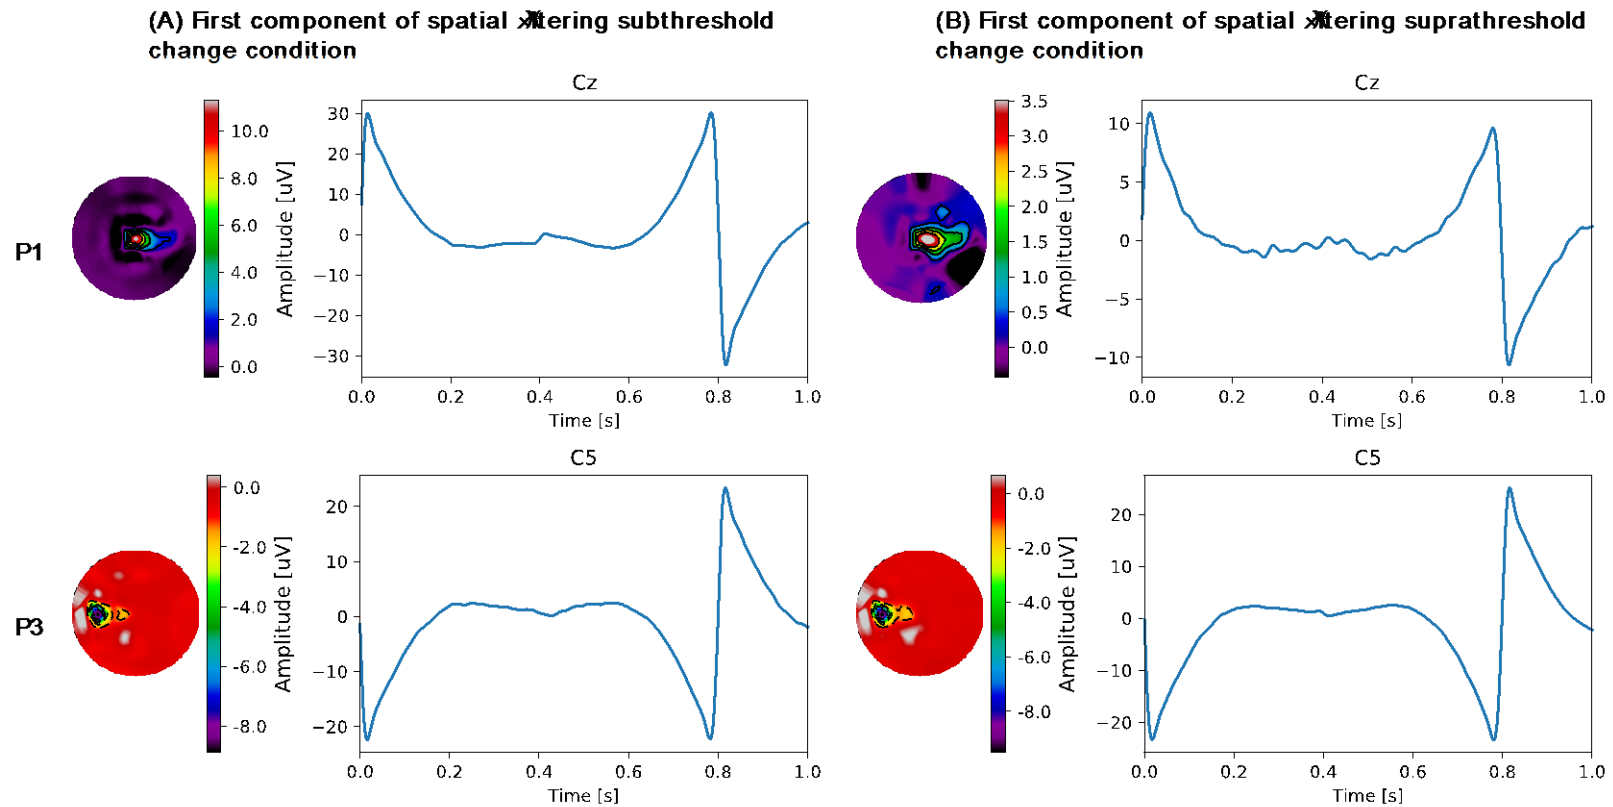 (A) First component of spatial tering subthreshold
change condition
(B) First component of spatial tering suprathreshold
change condition
P1
10.0
8.0
6.0
4.0
2.0
0.0
Amplitude [uV]
Cz
30
20
10
0
−10
−20
−30
0.0 0.2 0.4 0.6 0.8 1.0
Time [s]
3.5
3.0
2.5
2.0
1.5
1.0
0.5
0.0
Amplitude [uV]
Cz
10
5
0
−5
−10
0.0 0.2 0.4 0.6 0.8 1.0
Time [s]
P3
0.0
-2.0
-4.0
-6.0
-8.0
Amplitude [uV]
C5
20
10
0
−10
−20
0.0 0.2 0.4 0.6 0.8 1.0
Time [s]
0.0
-2.0
-4.0
-6.0
-8.0
Amplitude [uV]
C5
20
10
0
−10
−20
0.0 0.2 0.4 0.6 0.8 1.0
Time [s]